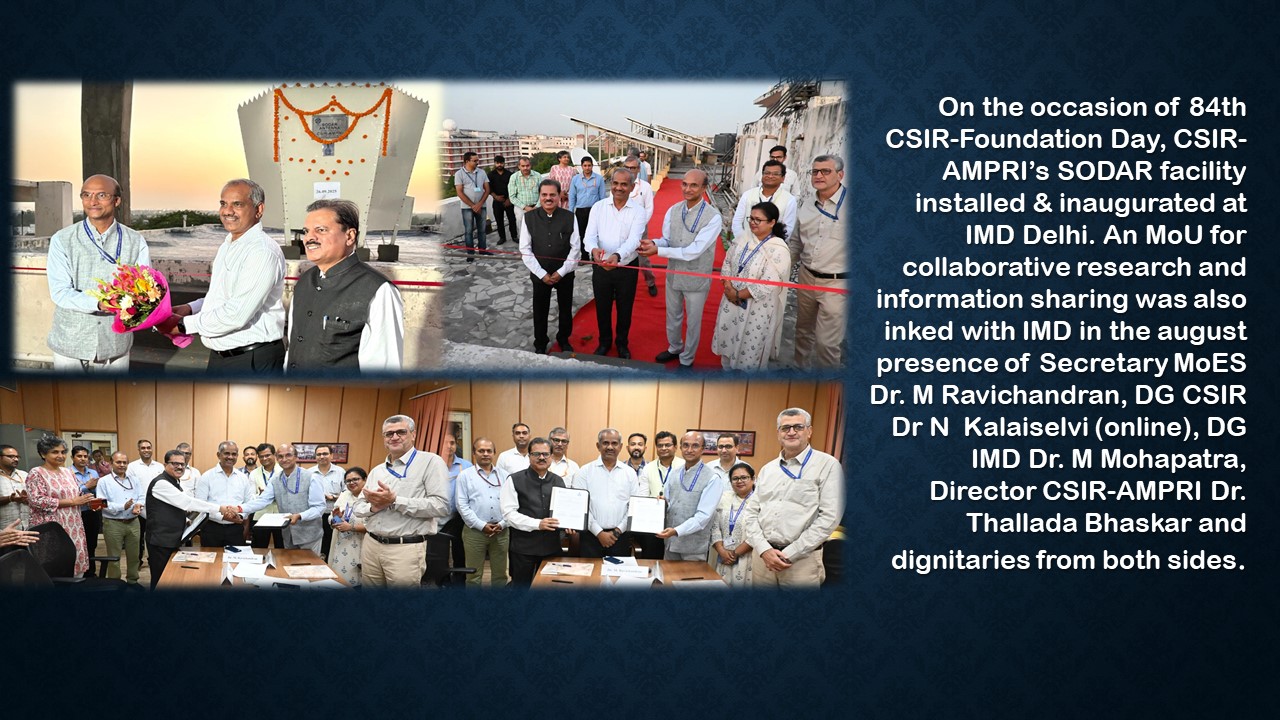 On the occasion of 84th
CSIR-Foundation Day, CSIR-
AMPRI's SODAR facility
installed & inaugurated at
IMD Delhi. An MoU for
collaborative research and
information sharing was also
inked with IMD in the august
presence of Secretary MoES
Dr. M Ravichandran, DG CSIR
Dr N Kalaiselvi (online), DG
IMD Dr. M Mohapatra,
Director CSIR-AMPRI Dr.
Thallada Bhaskar and
dignitaries from both sides.